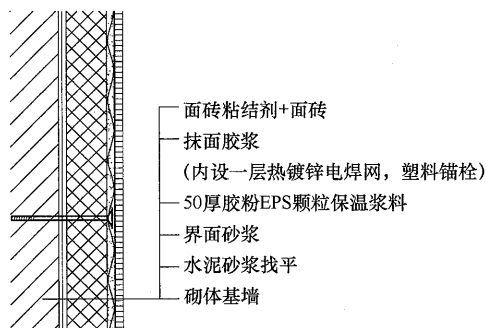 面砖粘结剂+面砖
抹面胶浆
(内设一层热镀锌电焊网，塑料锚栓)
50厚胶粉EPS颗粒保温浆料
界面砂浆
水泥砂浆找平
砌体基墙